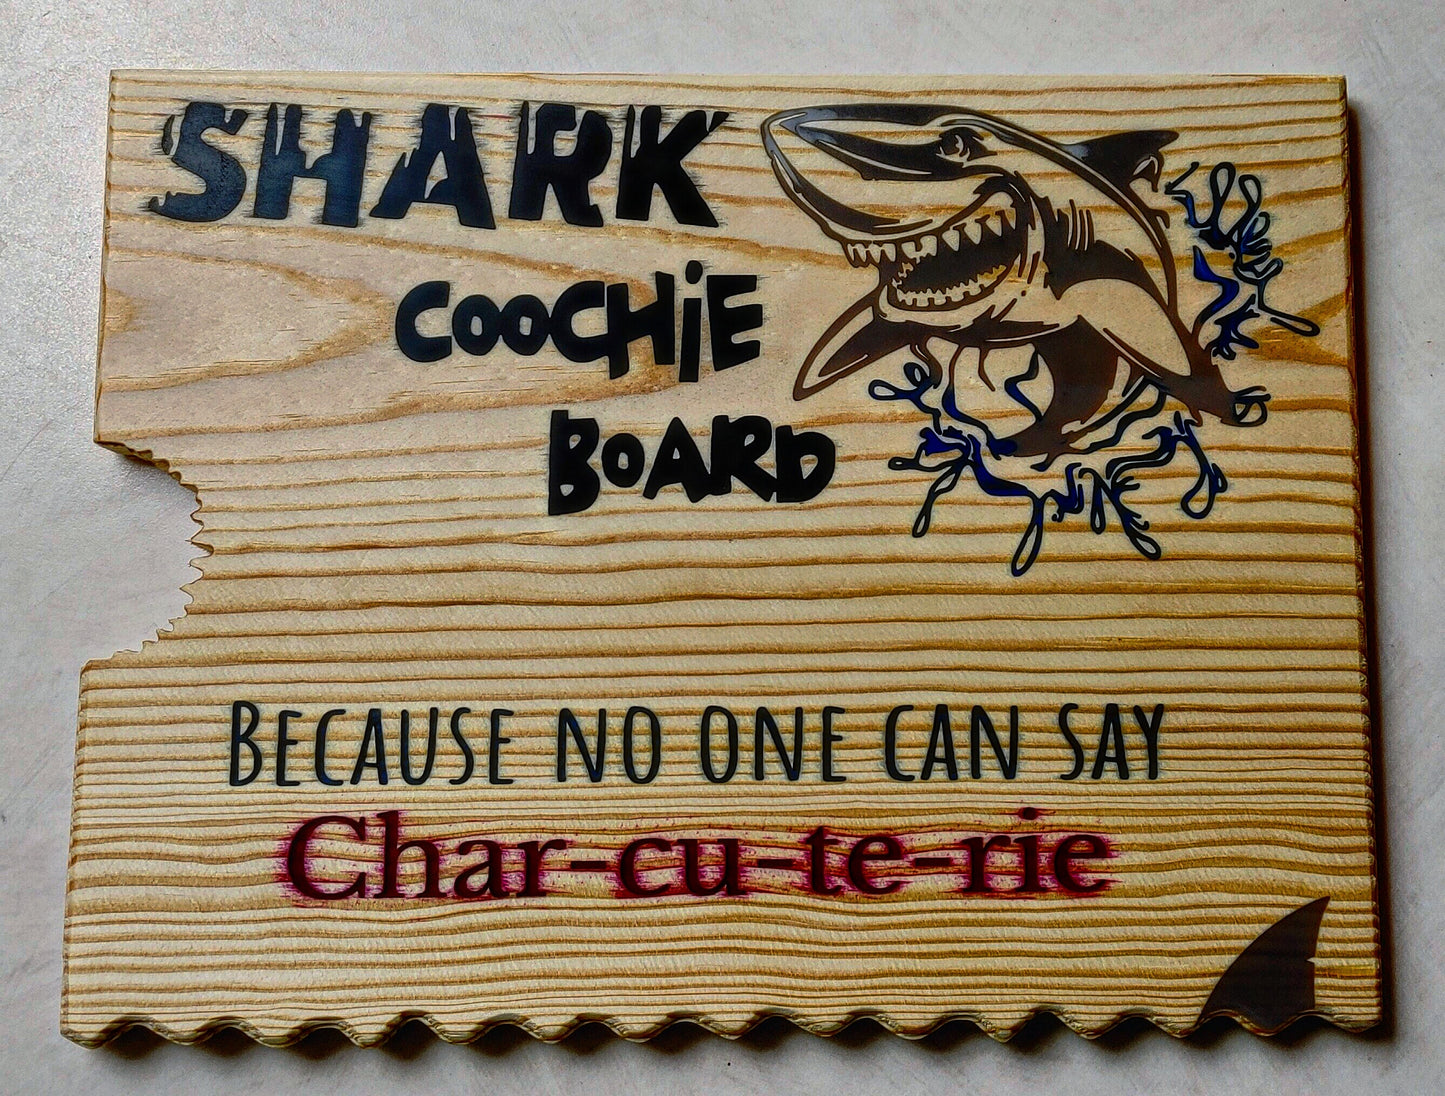 SHARK
COOCHiE
BOARD
BECAUSE NO ONE CAN SAY
Char-cu-te-rie